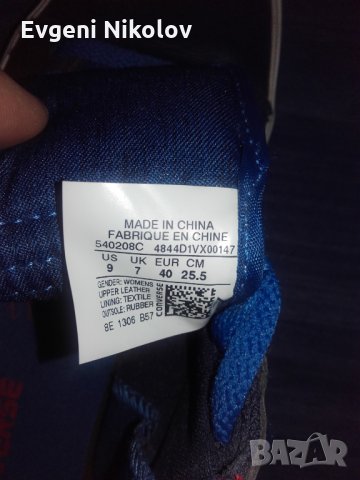 Evgeni Nikolov
MADE IN CHINA
FABRIQUE EN CHINE
540208C 4844D1VX00147
US UK EUR CM
9 7 40 25.5
GENDER: WOMENS
UPPER LEATHER
LINING: TEXTILE
OUTSOLE: RUBBER
CONVERSE
8E 1306 B57
BAZAR